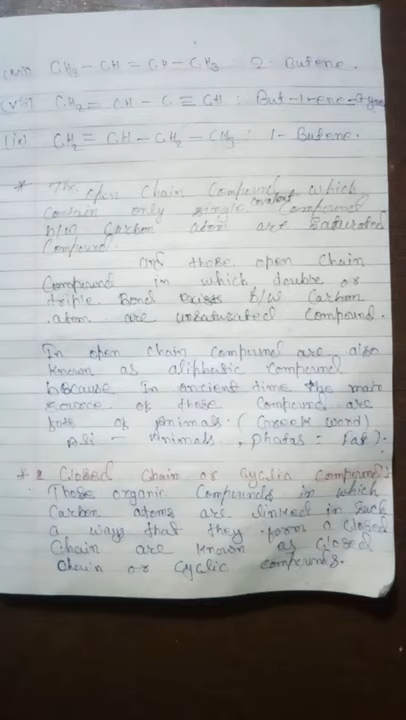 (vii) CH3 - CH = CH - CH3 2. Butene.
(viii) CH2 = CH - C ≡ CH : But-1-ene-3-yne
(ix) CH2 = CH - CH2 - CH3 : 1- Butene.
* The open Chain Compound which
contain only single covalent Compound
b/w Carbon atom are Saturated
Compound.
And those open Chain
Compound in which double or
triple Bond exists b/w Carbon
atom are unsaturated Compound.
In open chain compound are also
known as aliphatic compound
because In ancient time the main
source of these compound are
fats of Animals. (Greek word)
Ali - Animals, Phatas = fat).
* 2 Closed Chain or Cyclic Compounds
Those organic Compounds in which
Carbon atoms are linked in such
a ways that they form a closed
Chain are known as Closed
Chain or Cyclic compounds.